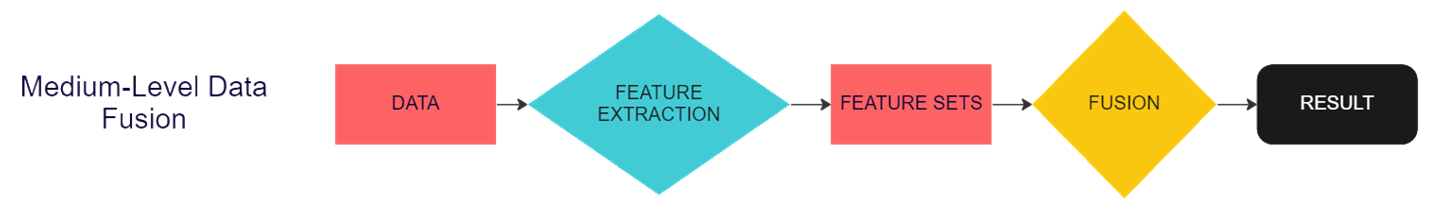 Medium-Level Data
Fusion
DATA
FEATURE
EXTRACTION
FEATURE SETS
FUSION
RESULT